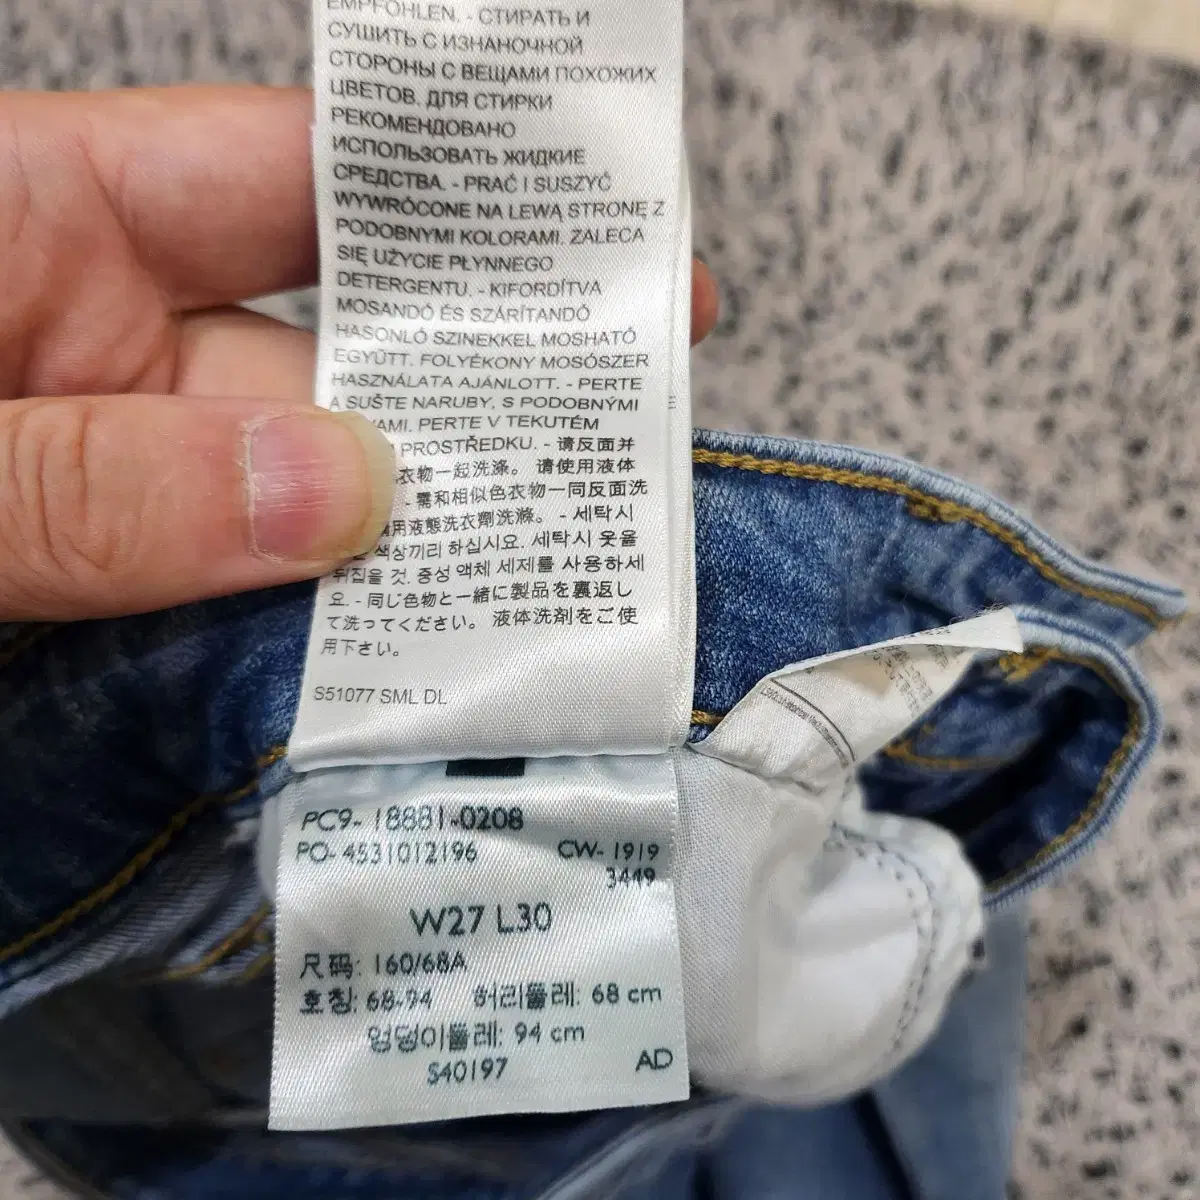 EMPFOHLEN. - СТИРАТЬ И
СУШИТЬ С ИЗНАНОЧНОЙ
СТОРОНЫ С ВЕЩАМИ ПОХОЖИХ
ЦВЕТОВ. ДЛЯ СТИРКИ
РЕКОМЕНДОВАНО
ИСПОЛЬЗОВАТЬ ЖИДКИЕ
СРЕДСТВА. - PRAĆ I SUSZYĆ
WYWRÓCONE NA LEWĄ STRONĘ Z
PODOBNYMI KOLORAMI. ZALECA
SIĘ UŻYCIE PŁYNNEGO
DETERGENTU. - KIFORDÍTVA
MOSANDÓ ÉS SZÁRÍTANDÓ
HASONLÓ SZINEKKEL MOSHATÓ
EGYÜTT. FOLYÉKONY MOSÓSZER
HASZNÁLATA AJÁNLOTT. - PERTE
A SUŠTE NARUBY, S PODOBNÝMI
PERTE V TEKUTÉM
PROSTŘEDKU. - 请反面并
衣物一起洗涤。 请使用液体
- 需和相似色衣物一同反面洗
用液態洗衣劑洗滌。 - 세탁시
색상끼리 하십시요. 세탁시 옷을
뒤집을 것. 중성 액체 세제를 사용하세
요. - 同じ色物と一緒に製品を裏返し
て洗ってください。 液体洗剤をご使
用下さい。
S51077 SML DL
PC9- 18881-0208
PO- 4531012196 CW- 1919
3449
W27 L30
尺码: 160/68A
호칭: 68-94 허리둘레: 68 cm
엉덩이둘레: 94 cm
S40197 AD